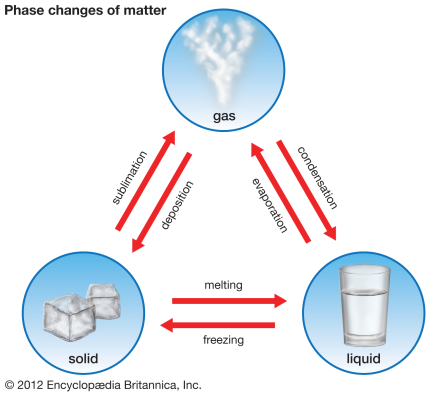 Phase changes of matter
gas
sublimation
deposition
condensation
evaporation
melting
freezing
solid
liquid
© 2012 Encyclopædia Britannica, Inc.